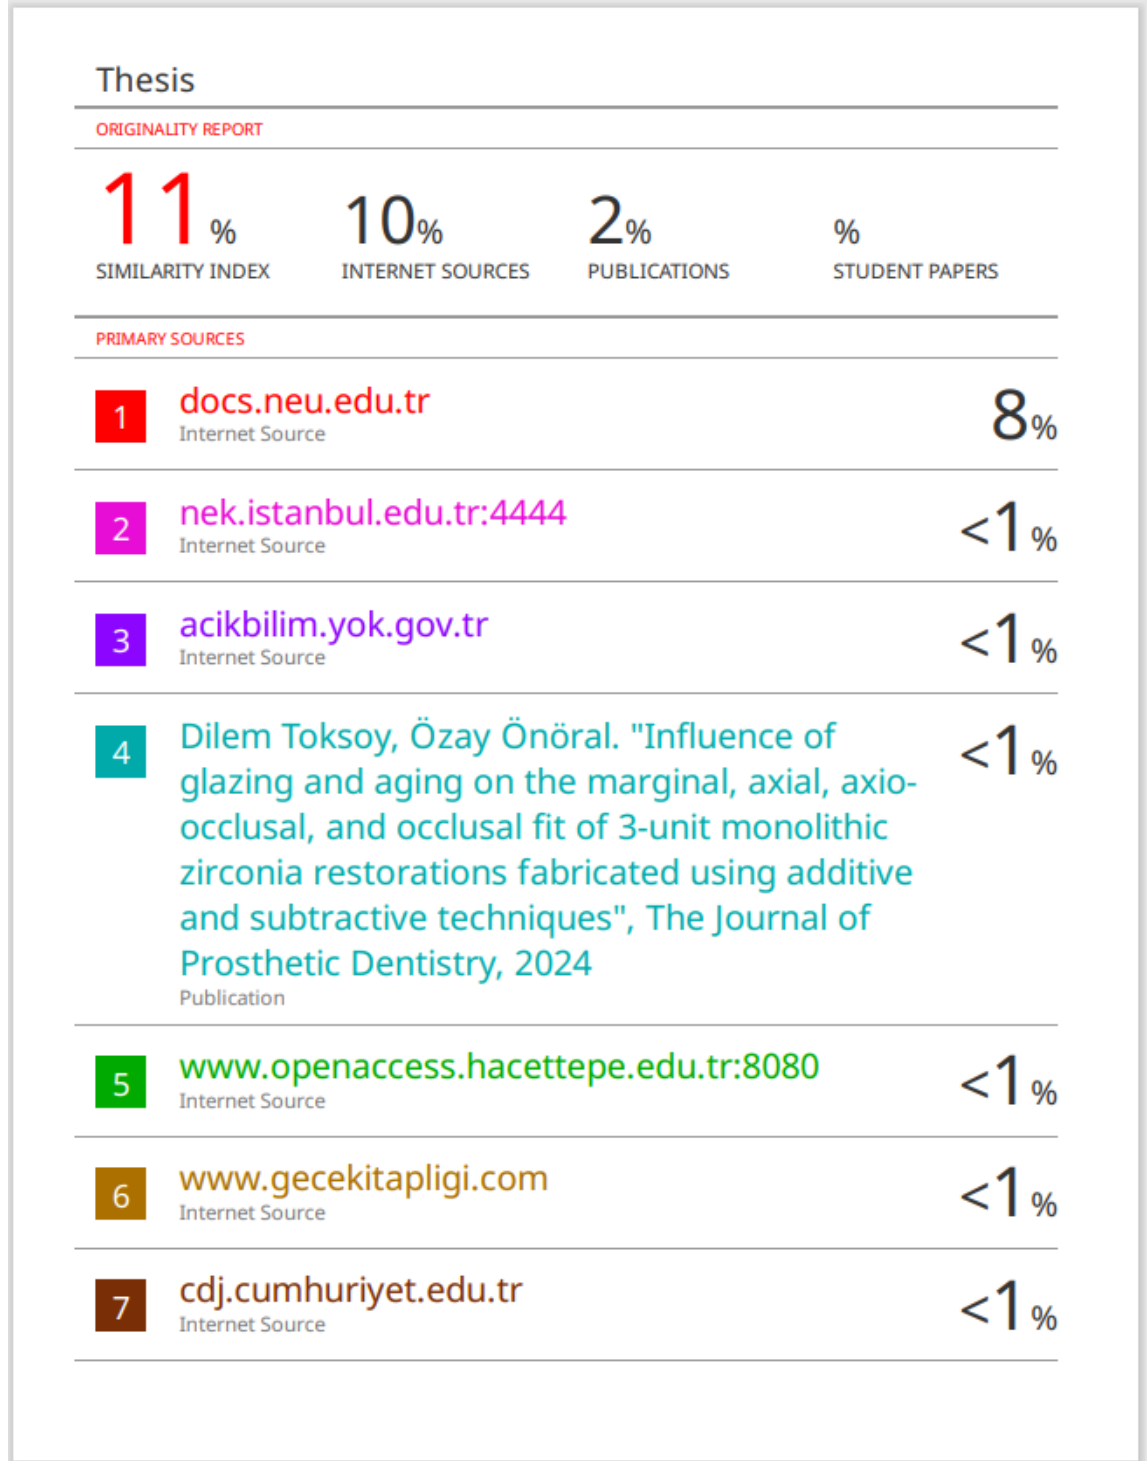 Thesis
ORIGINALITY REPORT
11% 10% 2% %
SIMILARITY INDEX INTERNET SOURCES PUBLICATIONS STUDENT PAPERS
PRIMARY SOURCES
1 docs.neu.edu.tr 8%
Internet Source
2 nek.istanbul.edu.tr:4444 <1%
Internet Source
3 acikbilim.yok.gov.tr <1%
Internet Source
4 Dilem Toksoy, Özay Önöral. "Influence of <1%
glazing and aging on the marginal, axial, axio-
occlusal, and occlusal fit of 3-unit monolithic
zirconia restorations fabricated using additive
and subtractive techniques", The Journal of
Prosthetic Dentistry, 2024
Publication
5 www.openaccess.hacettepe.edu.tr:8080 <1%
Internet Source
6 www.gecekitapligi.com <1%
Internet Source
7 cdj.cumhuriyet.edu.tr <1%
Internet Source